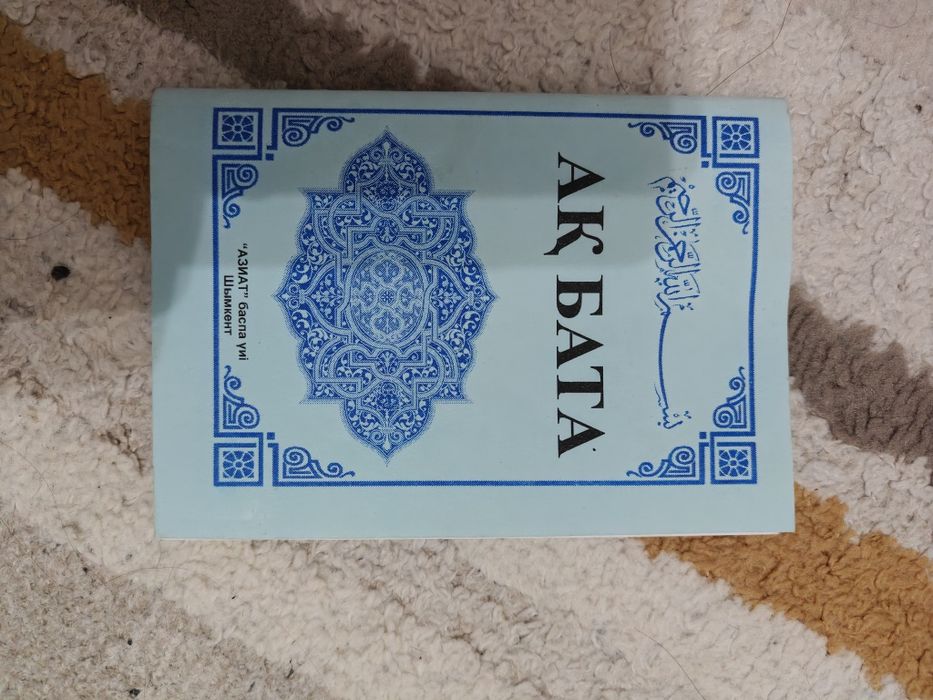 بسم الله الرحمن الرحيم
АҚ БАТА
"АЗИАТ" баспа үйі
Шымкент